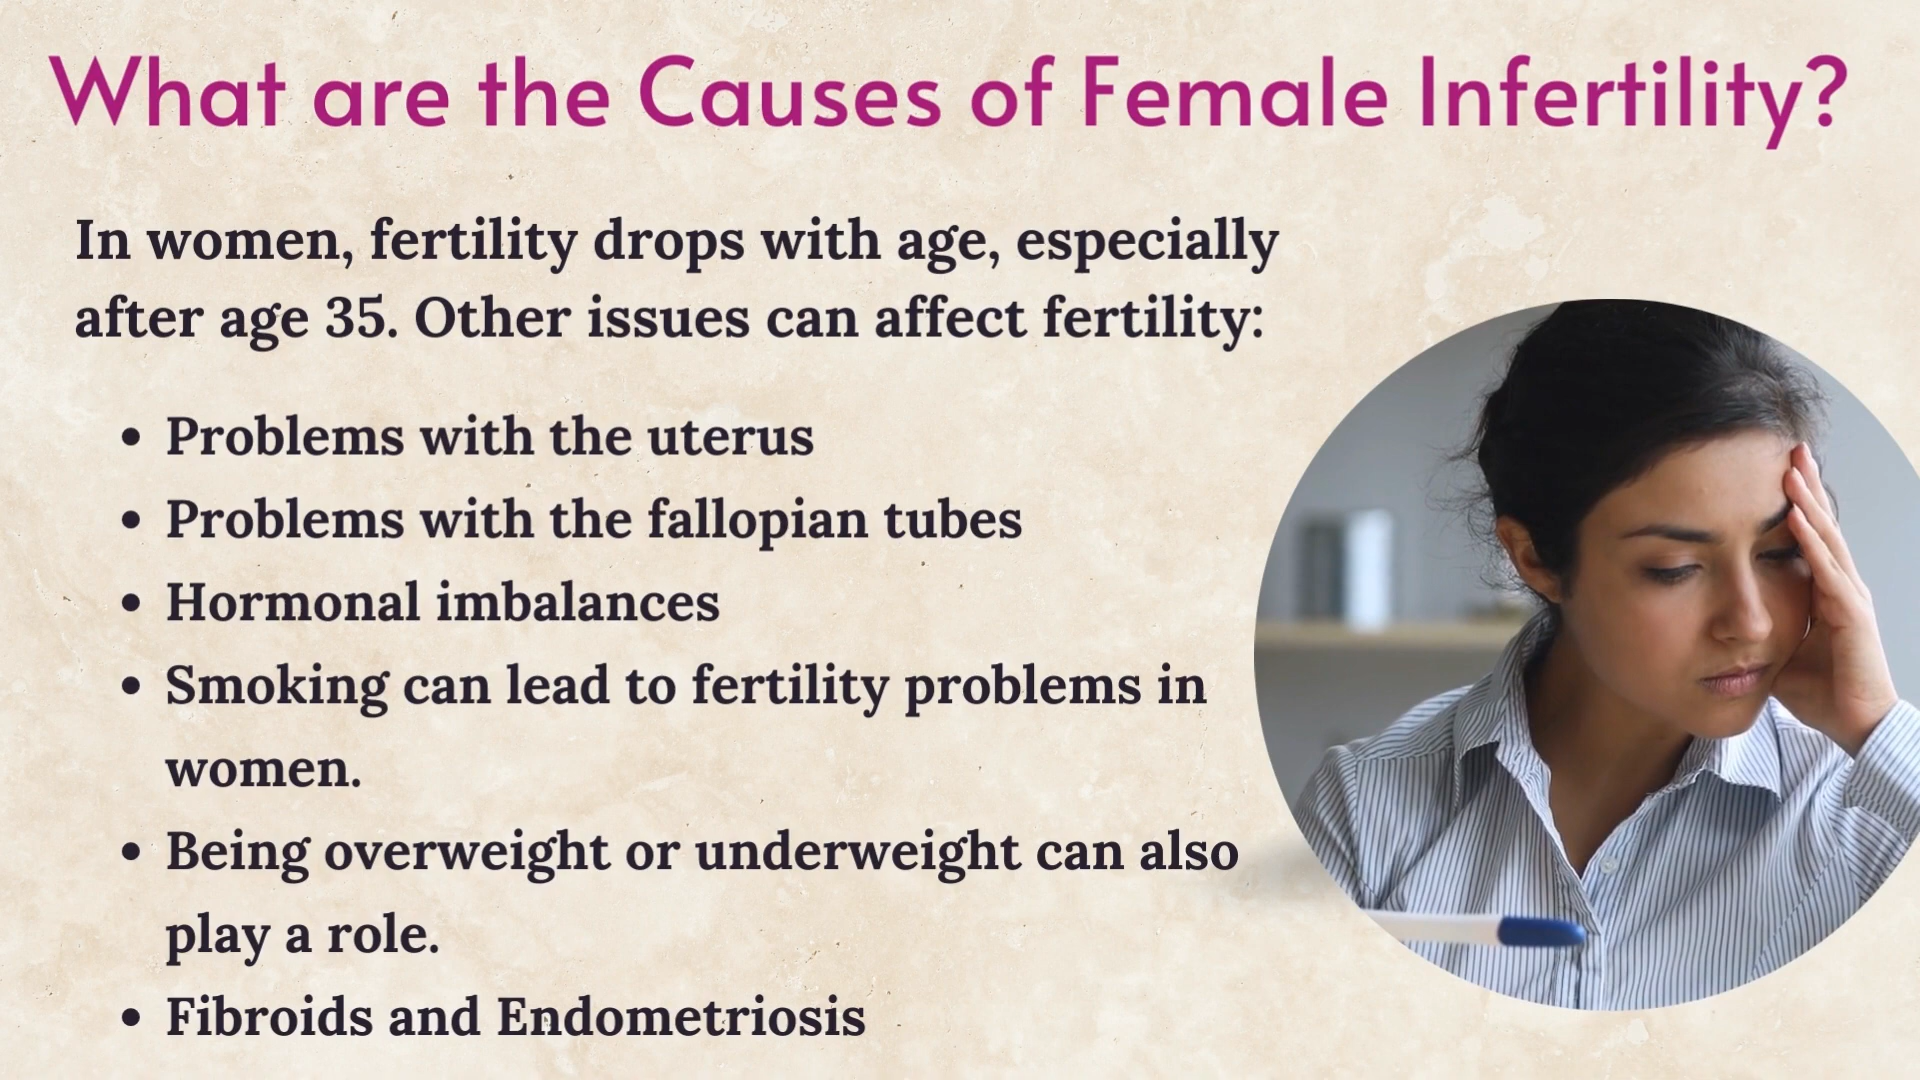 What are the Causes of Female Infertility?
In women, fertility drops with age, especially
after age 35. Other issues can affect fertility:
• Problems with the uterus
• Problems with the fallopian tubes
• Hormonal imbalances
• Smoking can lead to fertility problems in
women.
• Being overweight or underweight can also
play a role.
• Fibroids and Endometriosis